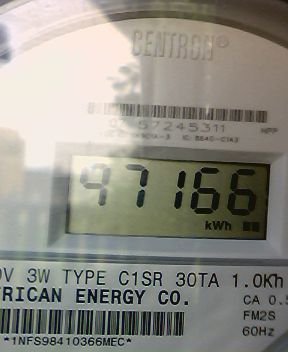 CENTRON®
57245311
97166
kWh
0V 3W TYPE C1SR 30TA 1.0Kh
RICAN ENERGY CO.
CA 0.5
FM2S
60Hz
*1NFS98410366MEC*